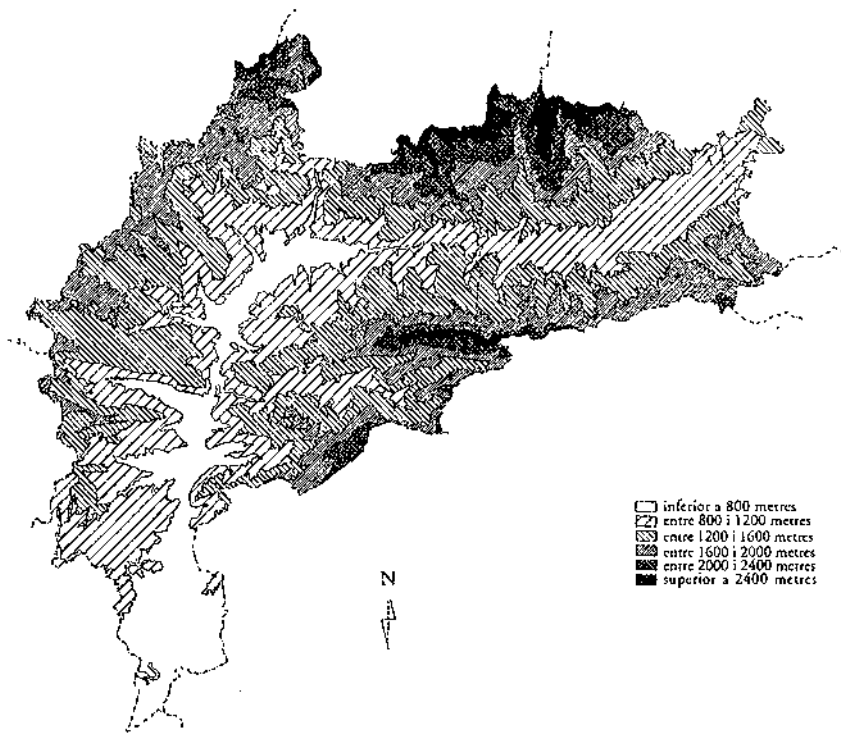 inferior a 800 metres
entre 800 i 1200 metres
entre 1200 i 1600 metres
entre 1600 i 2000 metres
entre 2000 i 2400 metres
superior a 2400 metres
N